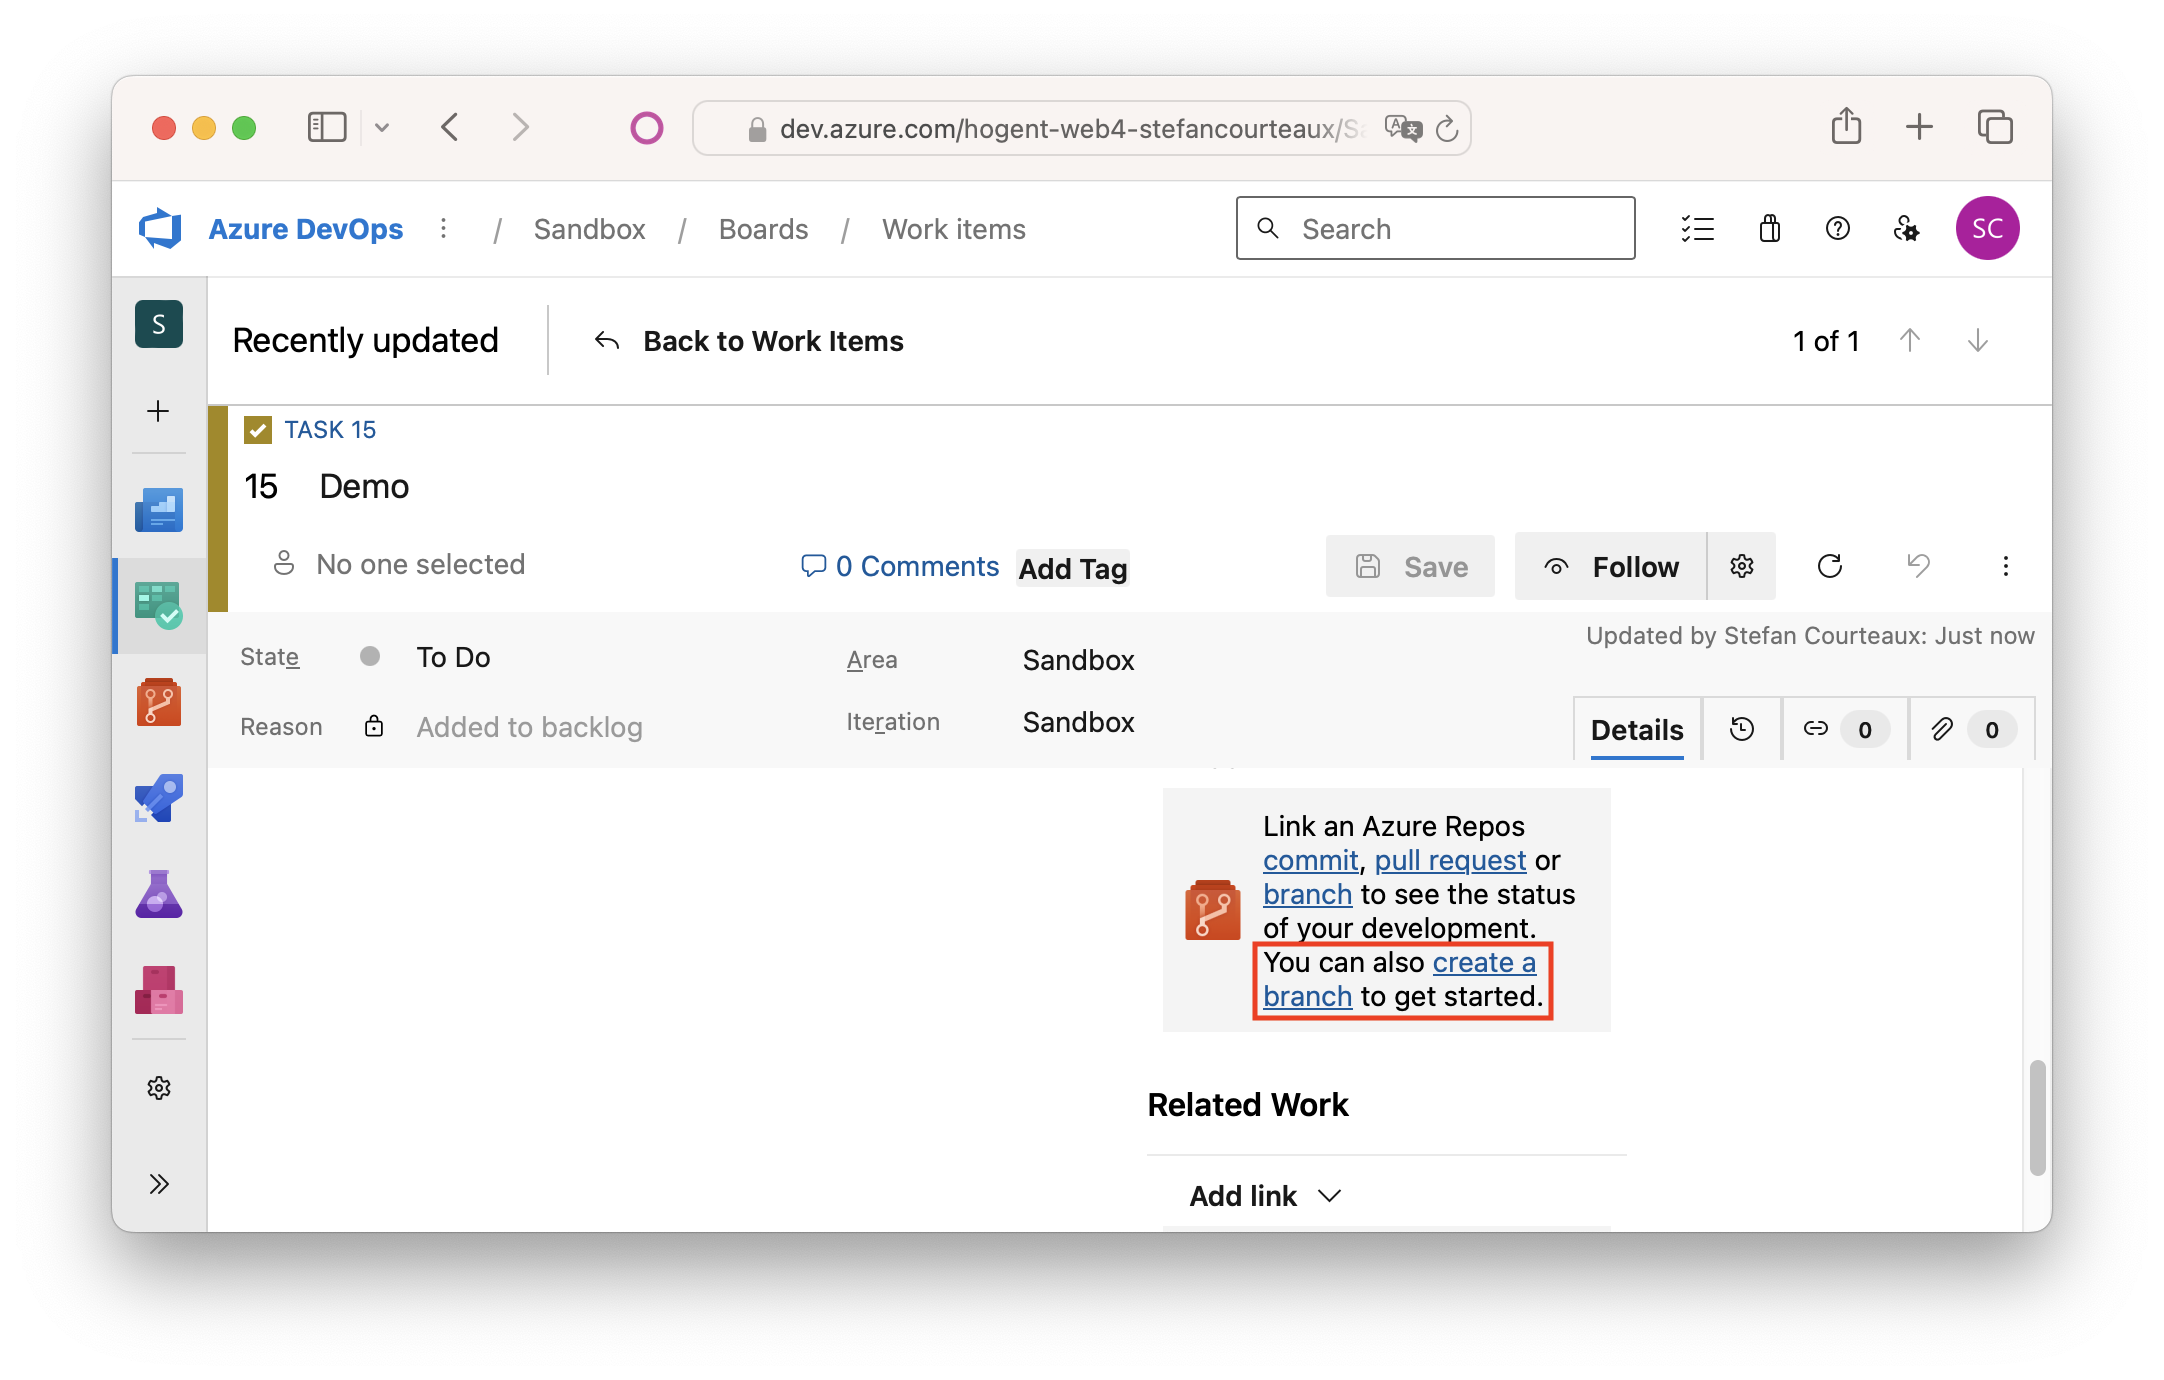 dev.azure.com/hogent-web4-stefancourteaux/Sa
Azure DevOps / Sandbox / Boards / Work items
Search
SC
S
Recently updated
Back to Work Items
1 of 1
TASK 15
15 Demo
No one selected
0 Comments
Add Tag
Save
Follow
Updated by Stefan Courteaux: Just now
State To Do
Area Sandbox
Reason Added to backlog
Iteration Sandbox
Details
0
0
Link an Azure Repos
commit, pull request or
branch to see the status
of your development.
You can also create a
branch to get started.
Related Work
Add link